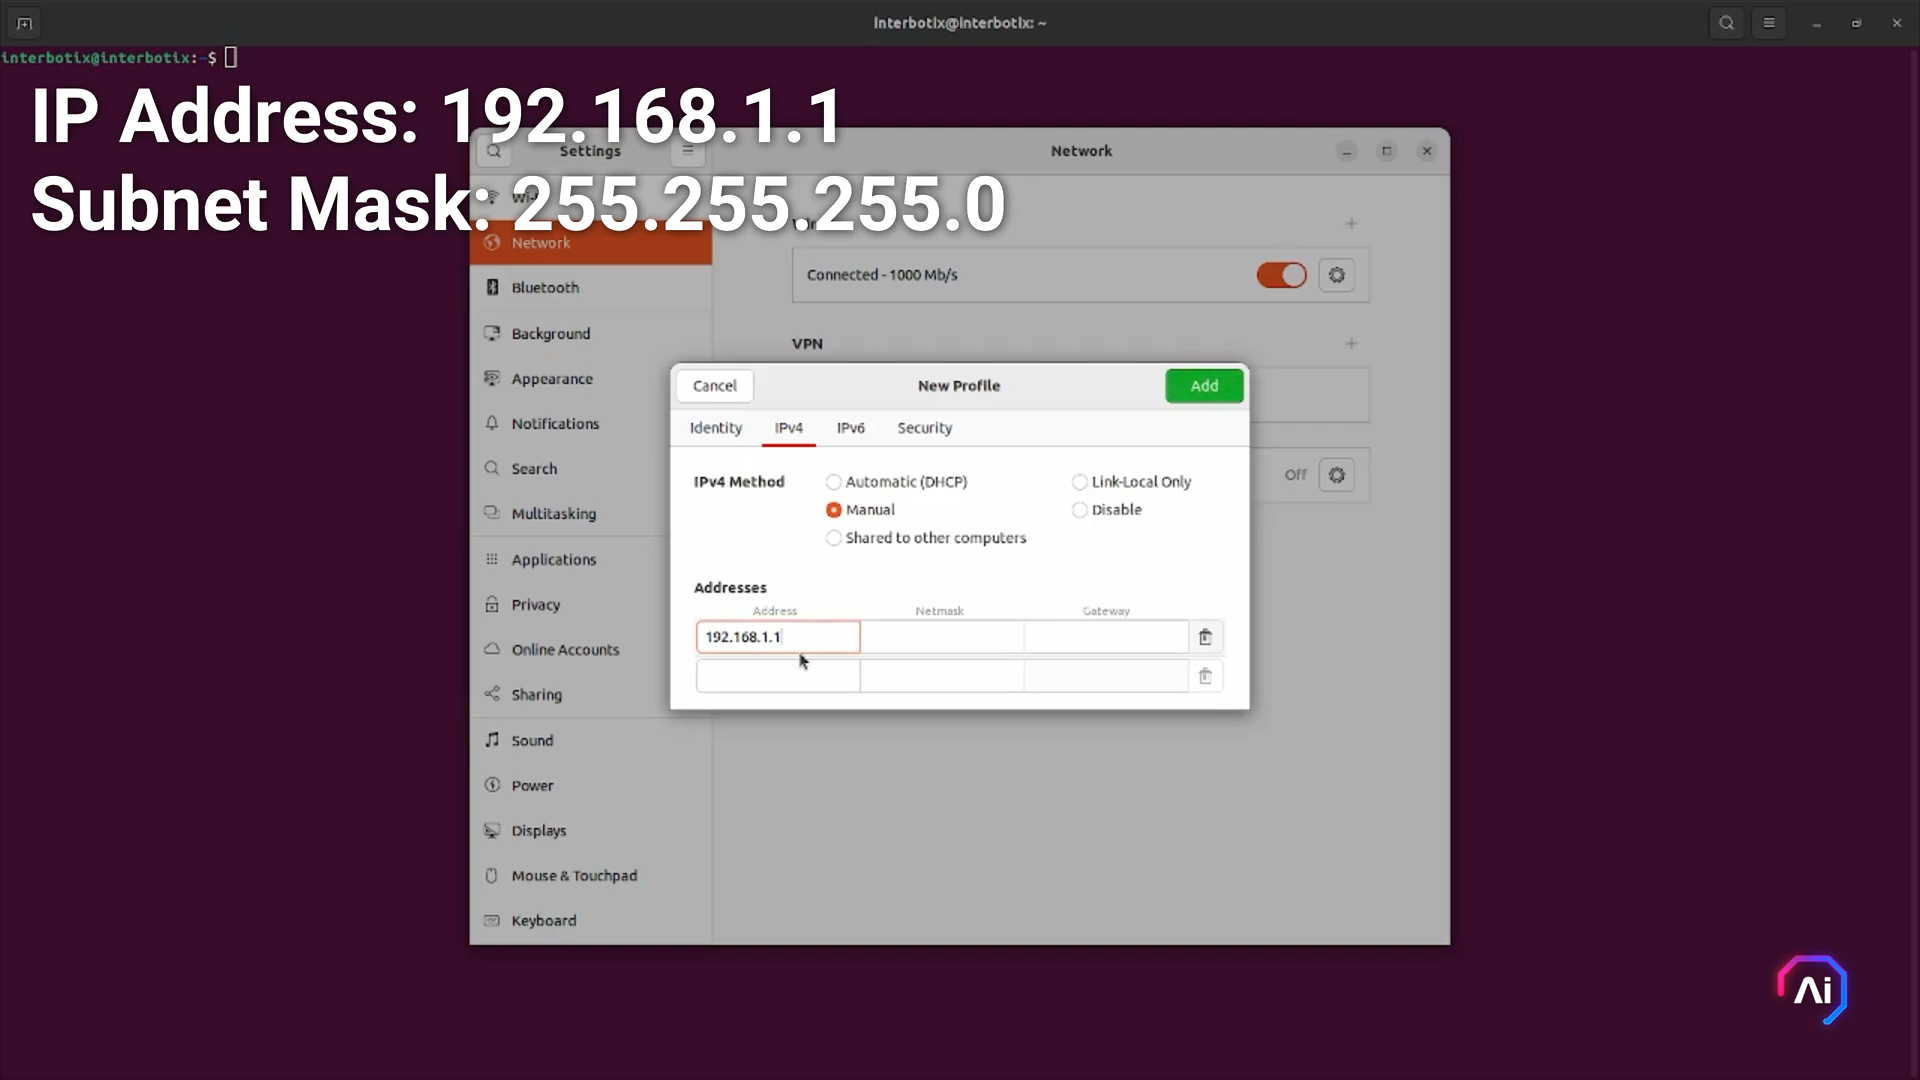 interbotix@interbotix: ~
interbotix@interbotix:~$
IP Address: 192.168.1.1
Subnet Mask: 255.255.255.0
Settings
Network
Network
Bluetooth
Background
Appearance
Notifications
Search
Multitasking
Applications
Privacy
Online Accounts
Sharing
Sound
Power
Displays
Mouse & Touchpad
Keyboard
Connected - 1000 Mb/s
VPN
Off
Cancel
New Profile
Add
Identity
IPv4
IPv6
Security
IPv4 Method
Automatic (DHCP)
Link-Local Only
Manual
Disable
Shared to other computers
Addresses
Address
Netmask
Gateway
192.168.1.1
Ai